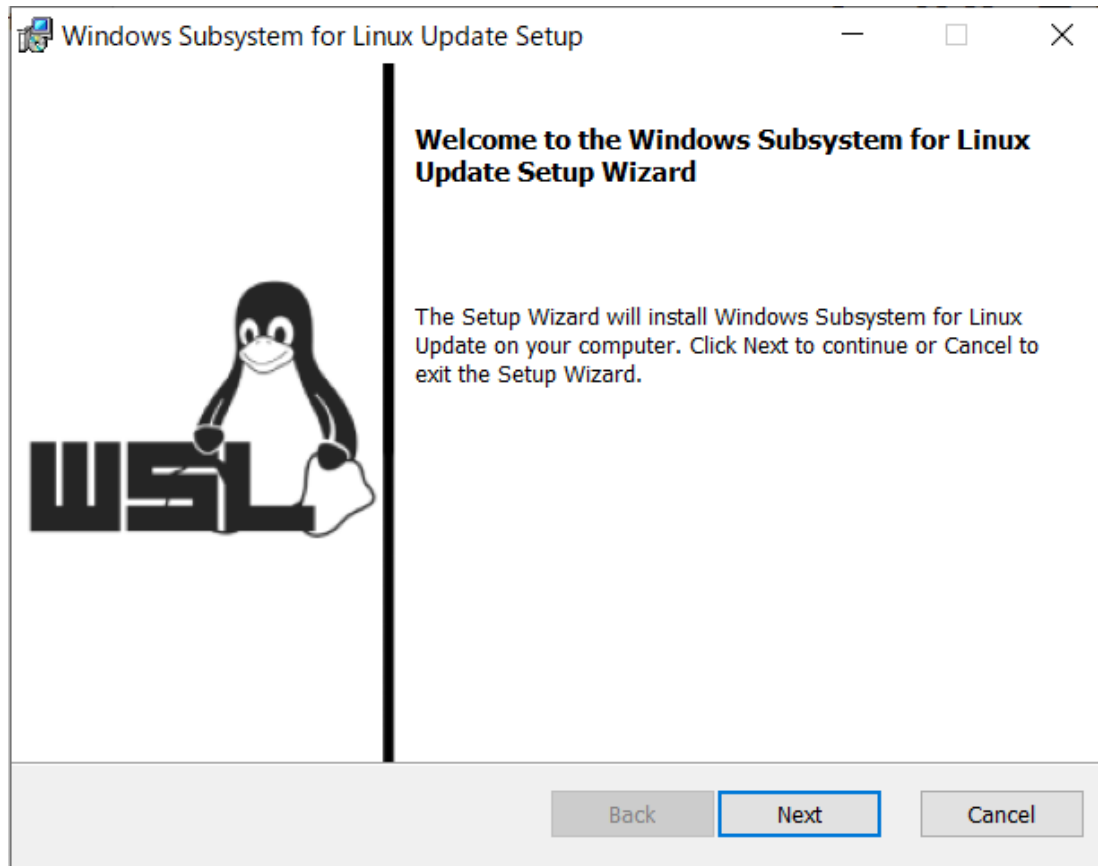 Windows Subsystem for Linux Update Setup
Welcome to the Windows Subsystem for Linux
Update Setup Wizard
The Setup Wizard will install Windows Subsystem for Linux
Update on your computer. Click Next to continue or Cancel to
exit the Setup Wizard.
WSL
Back
Next
Cancel